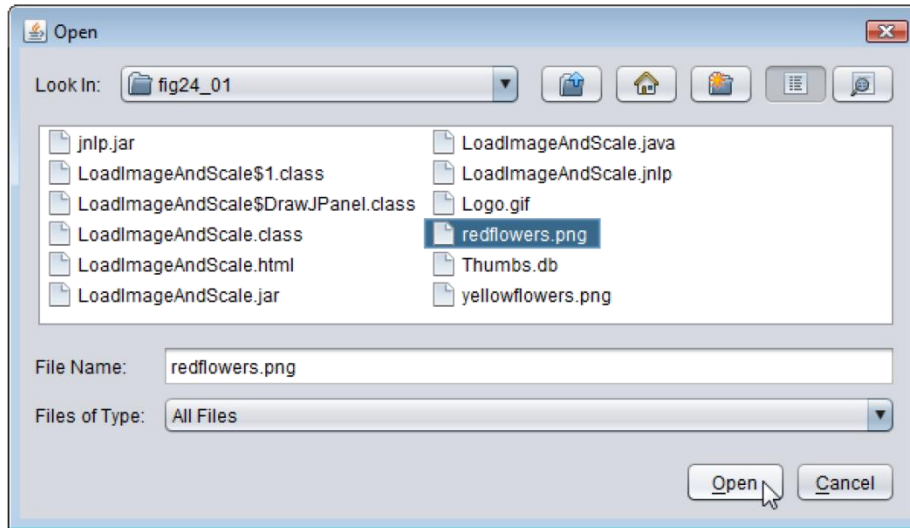 Open
Look In: fig24_01
jnlp.jar
LoadImageAndScale$1.class
LoadImageAndScale$DrawJPanel.class
LoadImageAndScale.class
LoadImageAndScale.html
LoadImageAndScale.jar
LoadImageAndScale.java
LoadImageAndScale.jnlp
Logo.gif
redflowers.png
Thumbs.db
yellowflowers.png
File Name: redflowers.png
Files of Type: All Files
Open Cancel